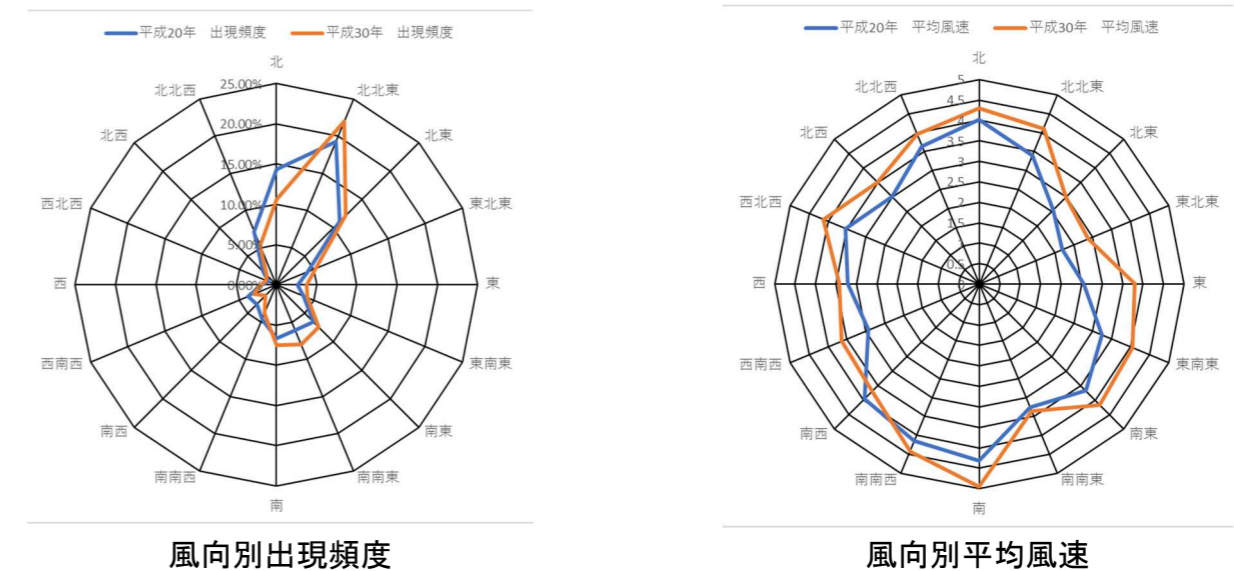 平成20年 出現頻度 平成30年 出現頻度
北
25.00%
北北西 北北東
20.00%
北西 北東
15.00%
西北西 東北東
10.00%
5.00%
西 0.00% 東
西南西 東南東
南西 南東
南南西 南南東
南
風向別出現頻度
平成20年 平均風速 平成30年 平均風速
北
5
北北西 北北東
4.5
4
北西 北東
3.5
3
2.5
西北西 東北東
2
1.5
1
0.5
西 0 東
西南西 東南東
南西 南東
南南西 南南東
南
風向別平均風速